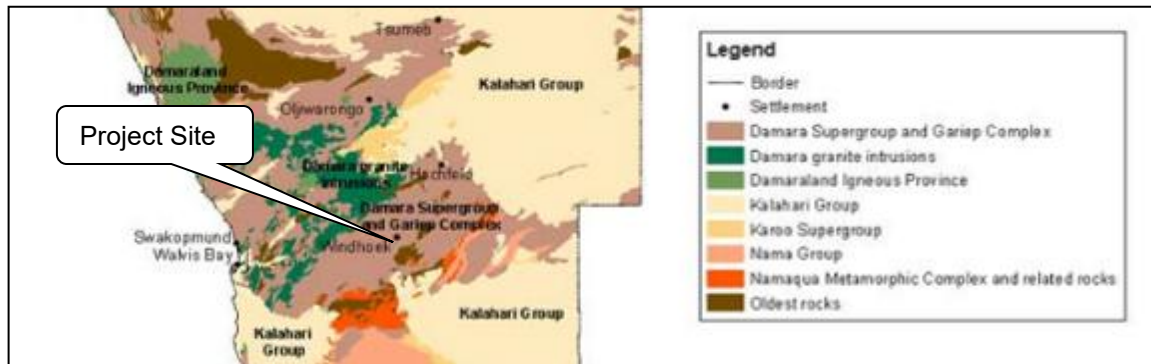 Tsumeb
Damaraland
Igneous Province
Kalahari Group
Otjiwarongo
Project Site
Damara granite
intrusions
Hochfeld
Damara Supergroup
and Gariep Complex
Windhoek
Swakopmund
Walvis Bay
Kalahari
Group
Kalahari Group
Legend
Border
Settlement
Damara Supergroup and Gariep Complex
Damara granite intrusions
Damaraland Igneous Province
Kalahari Group
Karoo Supergroup
Nama Group
Namaqua Metamorphic Complex and related rocks
Oldest rocks